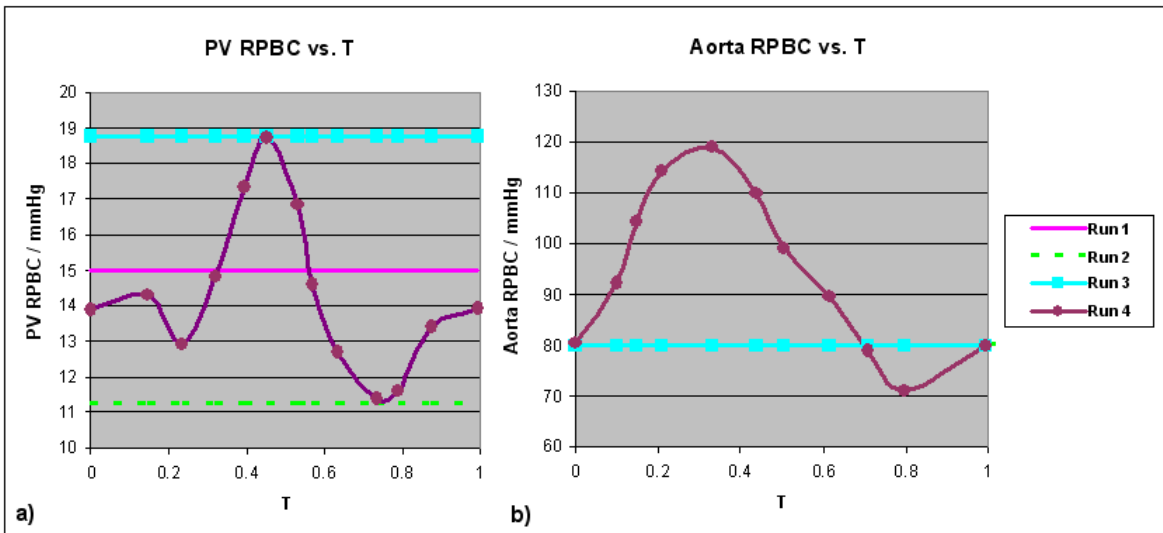 PV RPBC vs. T
PV RPBC / mmHg
20
19
18
17
16
15
14
13
12
11
10
0
0.2
0.4
0.6
0.8
1
T
a)
Aorta RPBC vs. T
Aorta RPBC / mmHg
130
120
110
100
90
80
70
60
0
0.2
0.4
0.6
0.8
1
T
b)
Run 1
Run 2
Run 3
Run 4